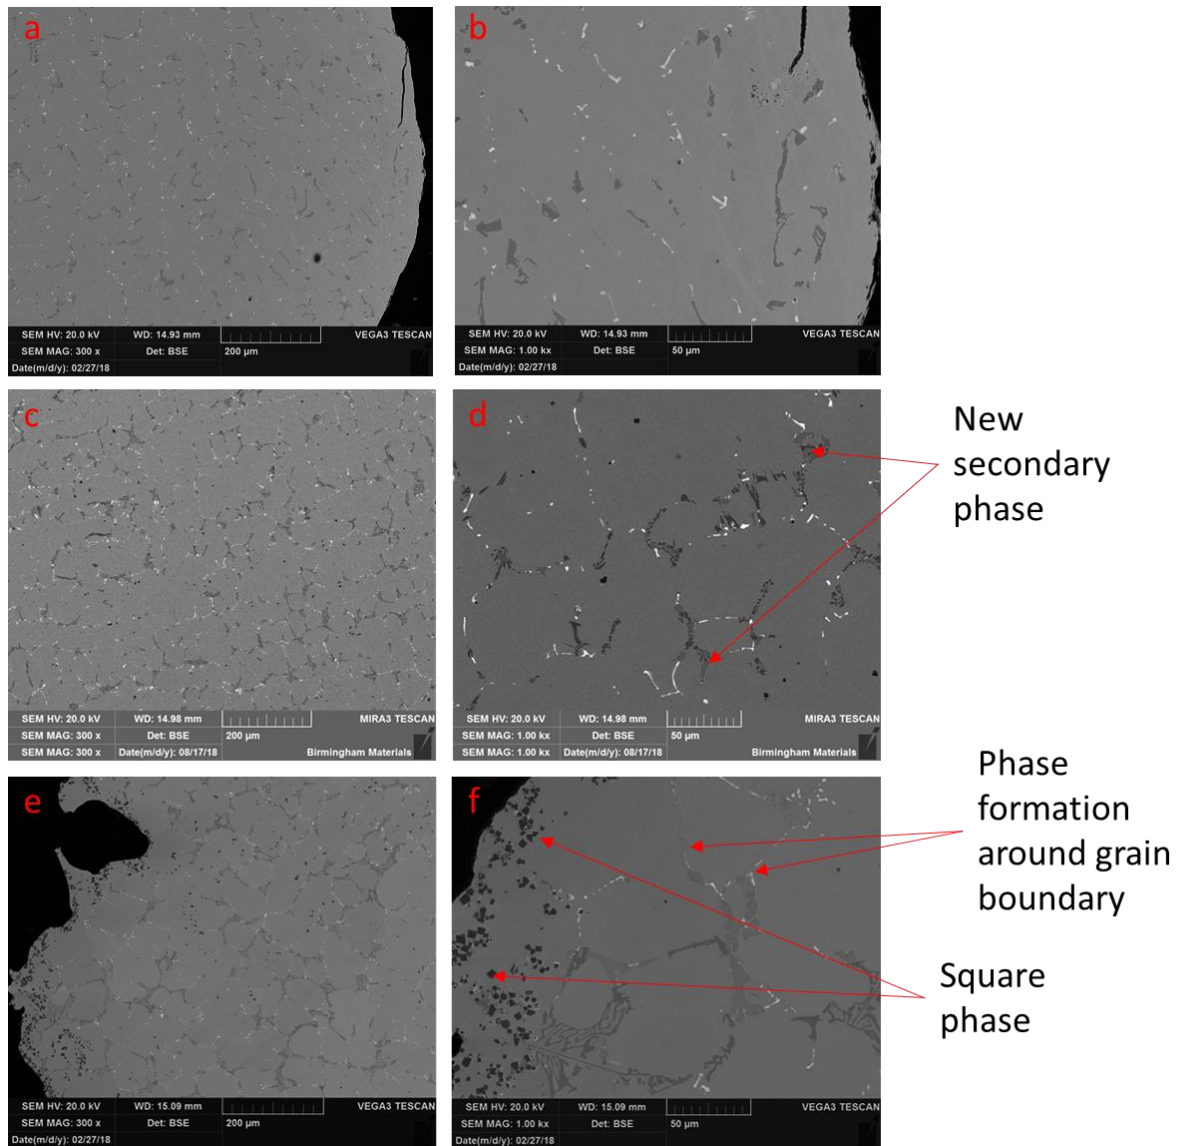 a
SEM HV: 20.0 kV WD: 14.93 mm VEGA3 TESCAN
SEM MAG: 300 x Det: BSE 200 µm
Date(m/d/y): 02/27/18
b
SEM HV: 20.0 kV WD: 14.93 mm VEGA3 TESCAN
SEM MAG: 1.00 kx Det: BSE 50 µm
Date(m/d/y): 02/27/18
c
SEM HV: 20.0 kV WD: 14.98 mm MIRA3 TESCAN
SEM MAG: 300 x Det: BSE 200 µm
SEM MAG: 300 x Date(m/d/y): 08/17/18 Birmingham Materials
d
SEM HV: 20.0 kV WD: 14.98 mm MIRA3 TESCAN
SEM MAG: 1.00 kx Det: BSE 50 µm
SEM MAG: 1.00 kx Date(m/d/y): 08/17/18 Birmingham Materials
New
secondary
phase
e
SEM HV: 20.0 kV WD: 15.09 mm VEGA3 TESCAN
SEM MAG: 300 x Det: BSE 200 µm
Date(m/d/y): 02/27/18
f
SEM HV: 20.0 kV WD: 15.09 mm VEGA3 TESCAN
SEM MAG: 1.00 kx Det: BSE 50 µm
Date(m/d/y): 02/27/18
Phase
formation
around grain
boundary
Square
phase